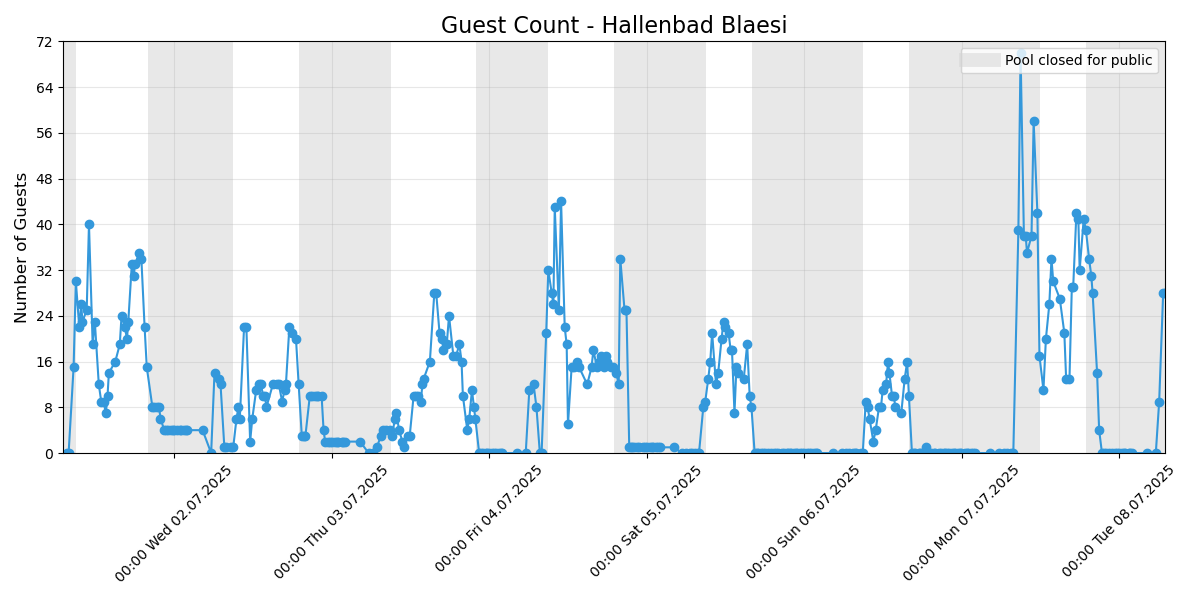 Guest Count - Hallenbad Blaesi
Pool closed for public
Number of Guests
72
64
56
48
40
32
24
16
8
0
00:00 Wed 02.07.2025
00:00 Thu 03.07.2025
00:00 Fri 04.07.2025
00:00 Sat 05.07.2025
00:00 Sun 06.07.2025
00:00 Mon 07.07.2025
00:00 Tue 08.07.2025